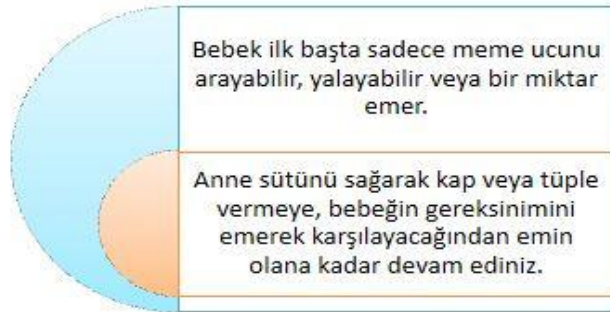 Bebek ilk başta sadece meme ucunu
arayabilir, yalayabilir veya bir miktar
emer.
Anne sütünü sağarak kap veya tüple
vermeye, bebeğin gereksinimini
emerek karşılayacağından emin
olana kadar devam ediniz.